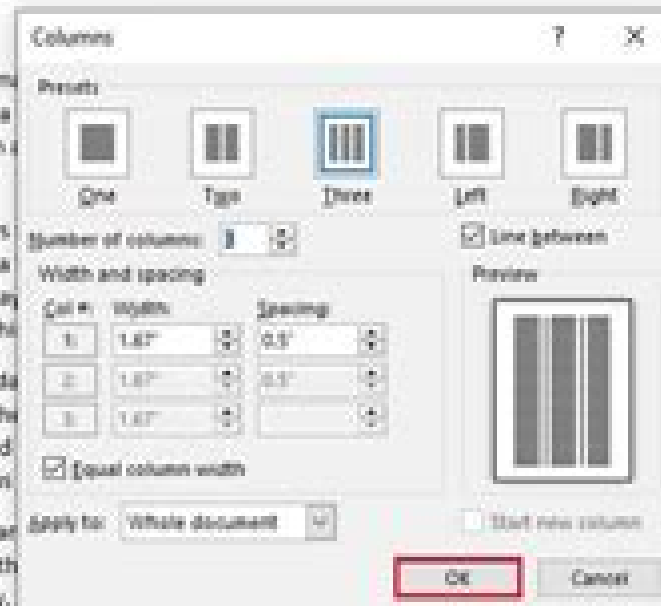 Columns ? ×
Presets
One Two Three Left Right
Number of columns: 3
Line between
Width and spacing
Preview
Col #: Width: Spacing:
1: 1.67" 0.5"
2: 1.67" 0.5"
3: 1.67"
Equal column width
Apply to: Whole document
Start new column
OK Cancel